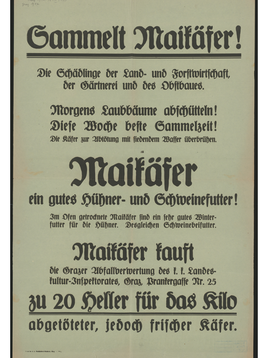 Sammelt Maikäfer!
Die Schädlinge der Land- und Forstwirtschaft,
der Gärtnerei und des Obstbaues.
Morgens Laubbäume abschütteln!
Diese Woche beste Sammelzeit!
Die Käfer zur Ablötung mit siedendem Wasser überbrühen.
Maikäfer
ein gutes Hühner- und Schweinefutter!
Im Ofen getrocknete Maikäfer sind ein sehr gutes Winter-
futter für die Hühner. Desgleichen Schweinebeifutter.
Maikäfer kauft
die Grazer Abfallverwertung des k. k. Landes-
kultur-Inspektorates, Graz, Prankergasse Nr. 25
zu 20 Heller für das Kilo
abgetöteter, jedoch frischer Käfer.